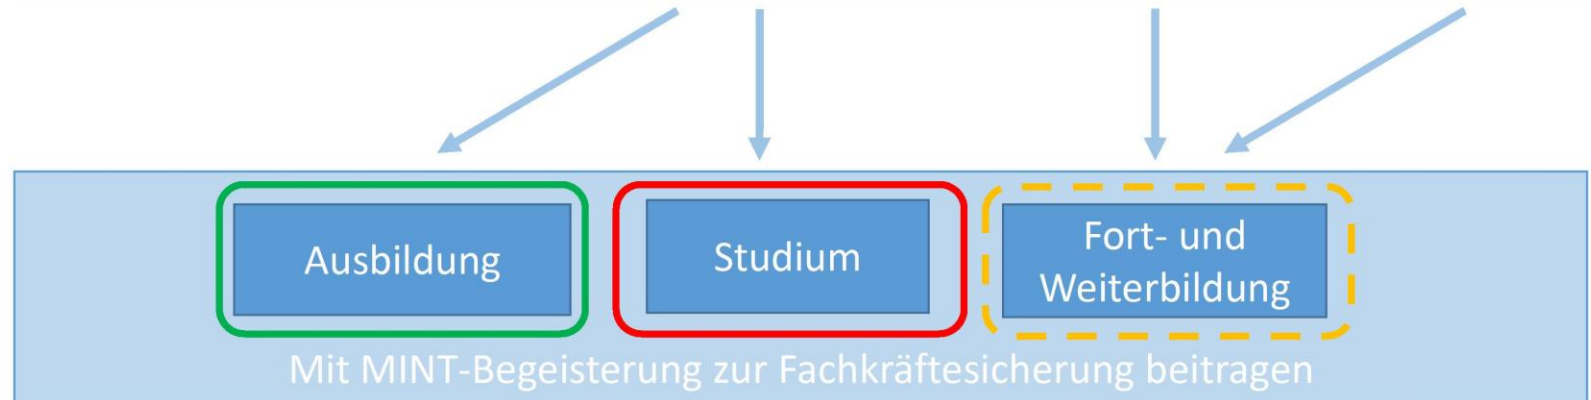 Ausbildung
Studium
Fort- und
Weiterbildung
Mit MINT-Begeisterung zur Fachkräftesicherung beitragen